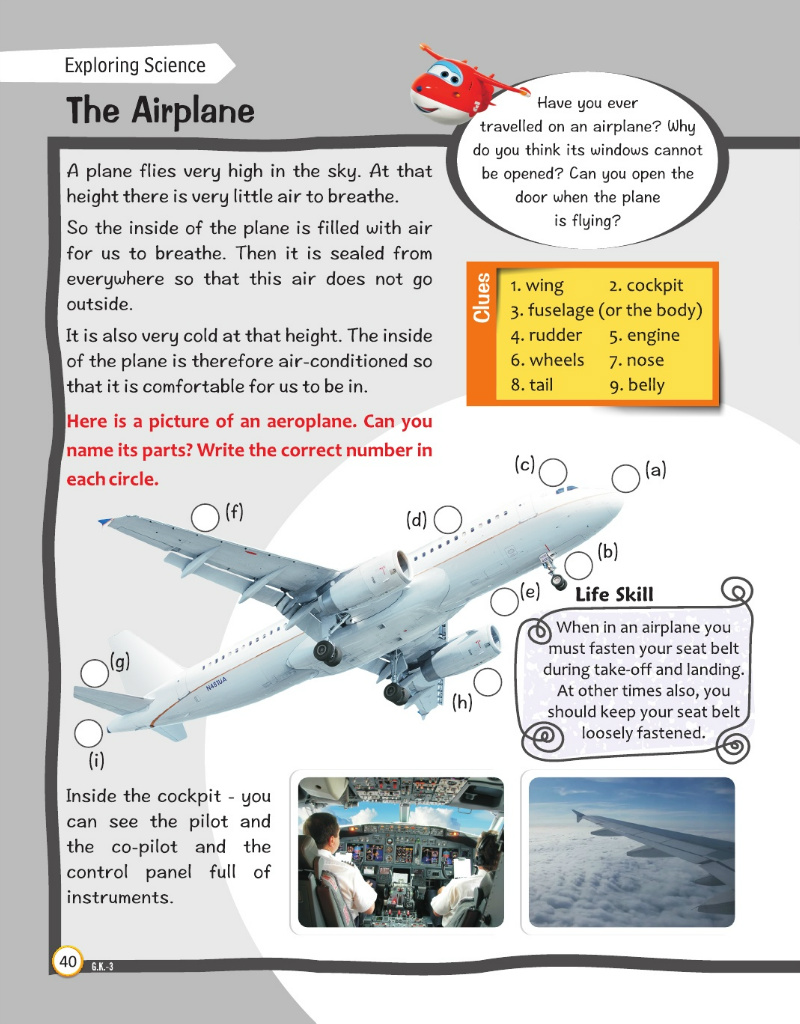 Exploring Science
The Airplane
Have you ever
travelled on an airplane? Why
do you think its windows cannot
be opened? Can you open the
door when the plane
is flying?
A plane flies very high in the sky. At that
height there is very little air to breathe.
So the inside of the plane is filled with air
for us to breathe. Then it is sealed from
everywhere so that this air does not go
outside.
It is also very cold at that height. The inside
of the plane is therefore air-conditioned so
that it is comfortable for us to be in.
Clues
1. wing 2. cockpit
3. fuselage (or the body)
4. rudder 5. engine
6. wheels 7. nose
8. tail 9. belly
Here is a picture of an aeroplane. Can you
name its parts? Write the correct number in
each circle.
(c)
(a)
(f)
(d)
(b)
(e)
(g)
(h)
(i)
N451UA
Life Skill
When in an airplane you
must fasten your seat belt
during take-off and landing.
At other times also, you
should keep your seat belt
loosely fastened.
Inside the cockpit - you
can see the pilot and
the co-pilot and the
control panel full of
instruments.
40
G.K.-3